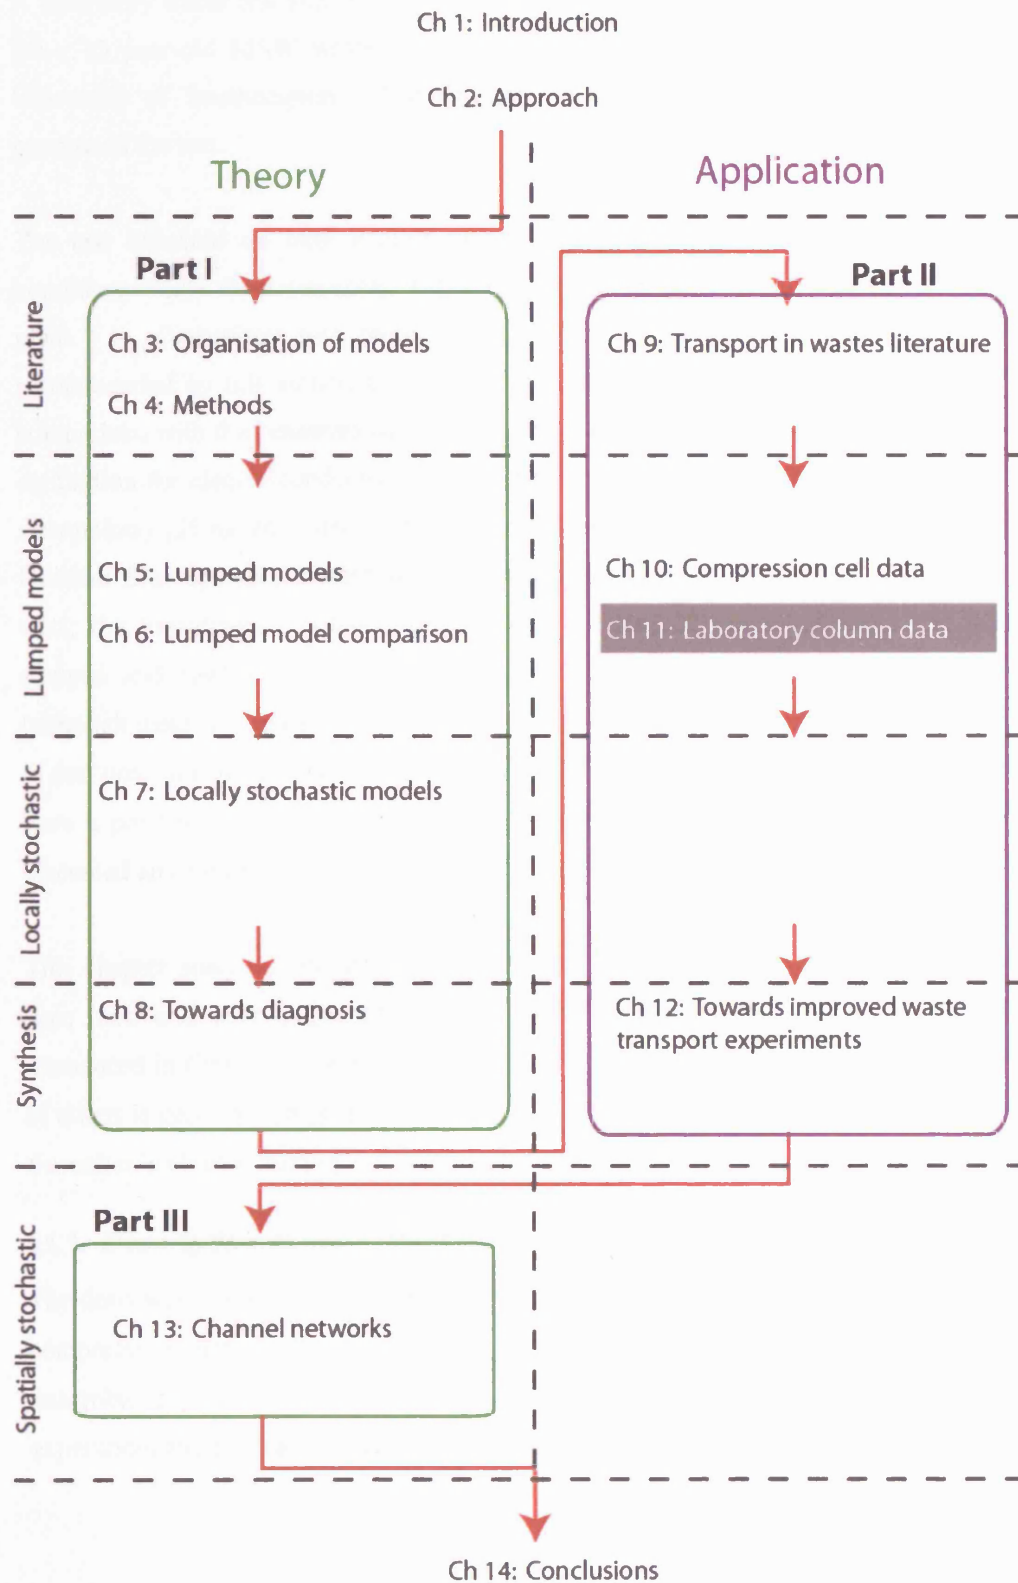 Ch 1: Introduction
Ch 2: Approach
Theory
Application
Literature
Part I
Ch 3: Organisation of models
Ch 4: Methods
Part II
Ch 9: Transport in wastes literature
Lumped models
Ch 5: Lumped models
Ch 6: Lumped model comparison
Ch 10: Compression cell data
Ch 11: Laboratory column data
Locally stochastic
Ch 7: Locally stochastic models
Synthesis
Ch 8: Towards diagnosis
Ch 12: Towards improved waste
transport experiments
Spatially stochastic
Part III
Ch 13: Channel networks
Ch 14: Conclusions